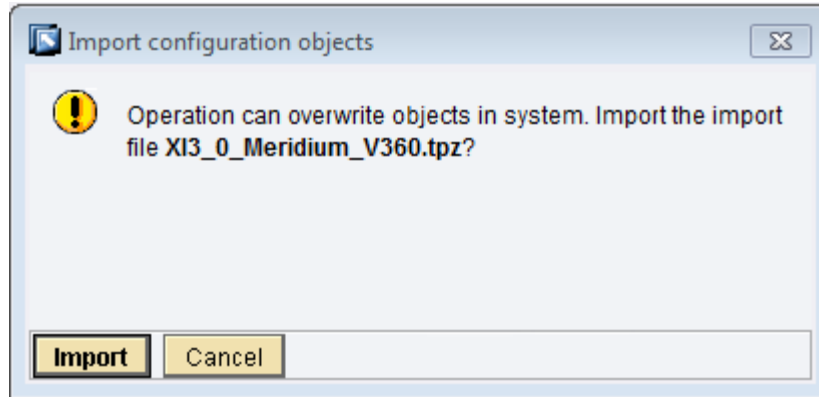 Import configuration objects
Operation can overwrite objects in system. Import the import
file XI3_0_Meridium_V360.tpz?
Import
Cancel